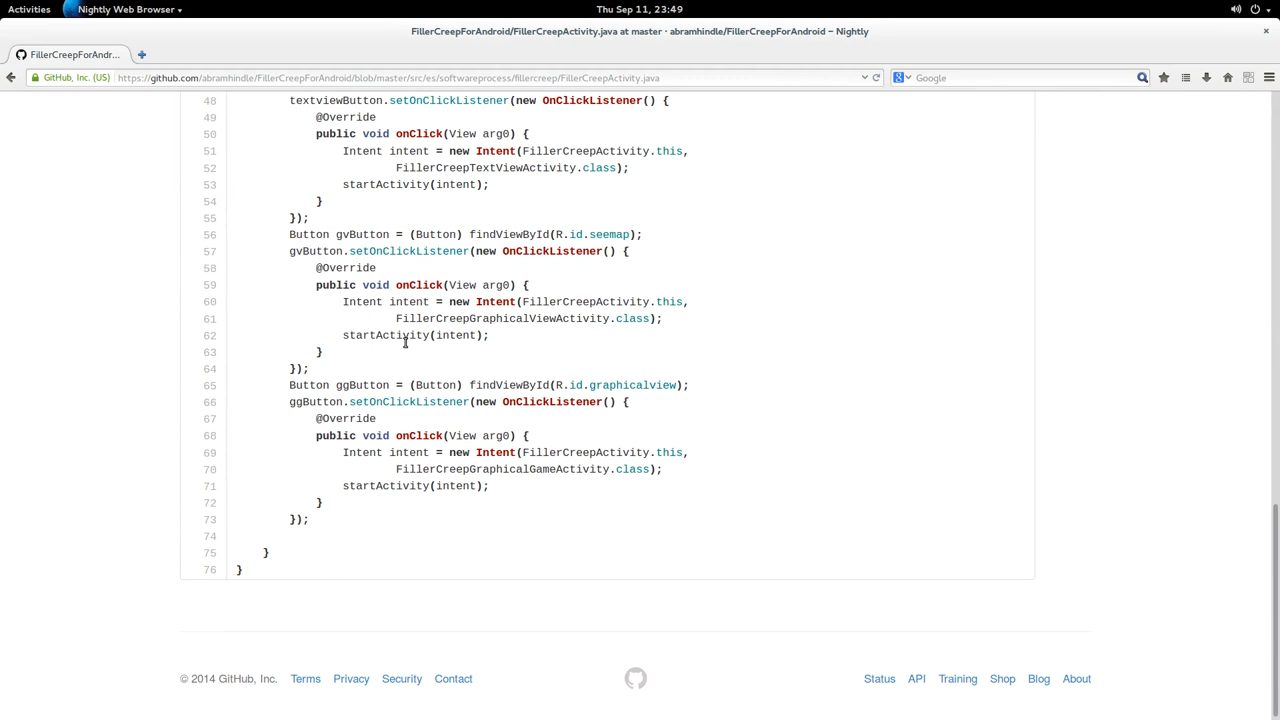 Activities Nightly Web Browser Thu Sep 11, 23:49
FillerCreepForAndroid/FillerCreepActivity.java at master · abramhindle/FillerCreepForAndroid – Nightly
FillerCreepForAndr...
GitHub, Inc. (US) https://github.com/abramhindle/FillerCreepForAndroid/blob/master/src/es/softwareprocess/fillercreep/FillerCreepActivity.java Google
48 textviewButton.setOnClickListener(new OnClickListener() {
49 @Override
50 public void onClick(View arg0) {
51 Intent intent = new Intent(FillerCreepActivity.this,
52 FillerCreepTextViewActivity.class);
53 startActivity(intent);
54 }
55 });
56 Button gvButton = (Button) findViewById(R.id.seemap);
57 gvButton.setOnClickListener(new OnClickListener() {
58 @Override
59 public void onClick(View arg0) {
60 Intent intent = new Intent(FillerCreepActivity.this,
61 FillerCreepGraphicalViewActivity.class);
62 startActivity(intent);
63 }
64 });
65 Button ggButton = (Button) findViewById(R.id.graphicalview);
66 ggButton.setOnClickListener(new OnClickListener() {
67 @Override
68 public void onClick(View arg0) {
69 Intent intent = new Intent(FillerCreepActivity.this,
70 FillerCreepGraphicalGameActivity.class);
71 startActivity(intent);
72 }
73 });
74
75 }
76 }
© 2014 GitHub, Inc. Terms Privacy Security Contact Status API Training Shop Blog About